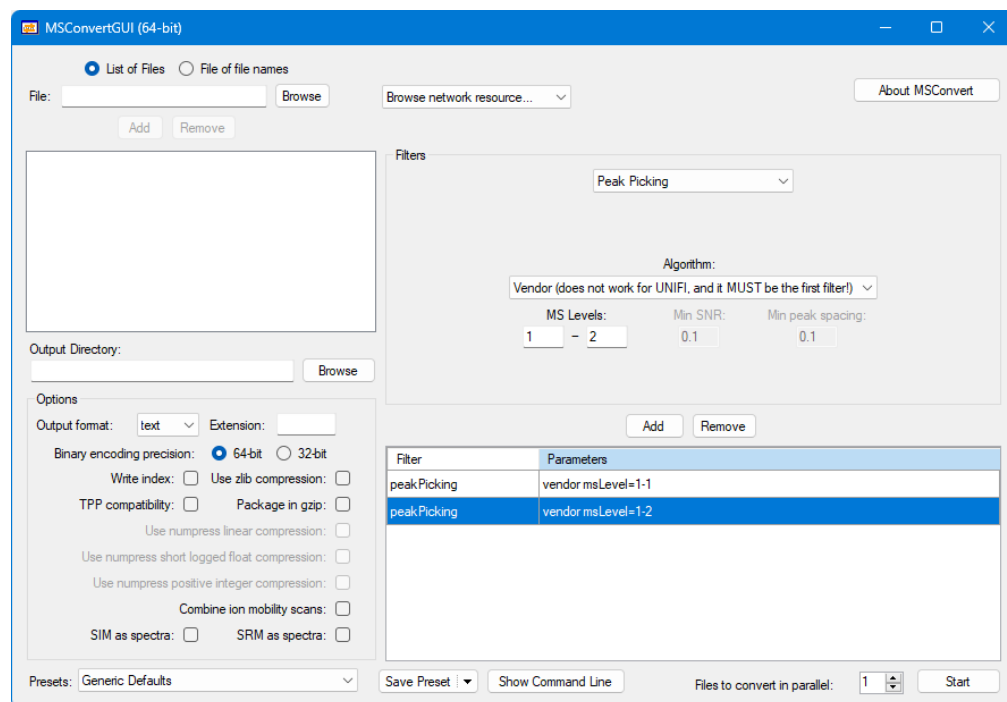 MSConvertGUI (64-bit)
List of Files File of file names
File: Browse Browse network resource... About MSConvert
Add Remove
Filters
Peak Picking
Algorithm:
Vendor (does not work for UNIFI, and it MUST be the first filter!)
MS Levels: Min SNR: Min peak spacing:
1 – 2 0.1 0.1
Output Directory:
Browse
Options
Output format: text Extension:
Binary encoding precision: 64-bit 32-bit
Write index: Use zlib compression:
TPP compatibility: Package in gzip:
Use numpress linear compression:
Use numpress short logged float compression:
Use numpress positive integer compression:
Combine ion mobility scans:
SIM as spectra: SRM as spectra:
Add Remove
Filter Parameters
peakPicking vendor msLevel=1-1
peakPicking vendor msLevel=1-2
Presets: Generic Defaults Save Preset Show Command Line Files to convert in parallel: 1 Start